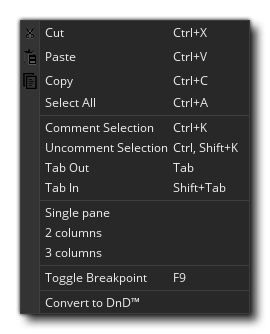 Cut Ctrl+X
Paste Ctrl+V
Copy Ctrl+C
Select All Ctrl+A
Comment Selection Ctrl+K
Uncomment Selection Ctrl, Shift+K
Tab Out Tab
Tab In Shift+Tab
Single pane
2 columns
3 columns
Toggle Breakpoint F9
Convert to DnD™